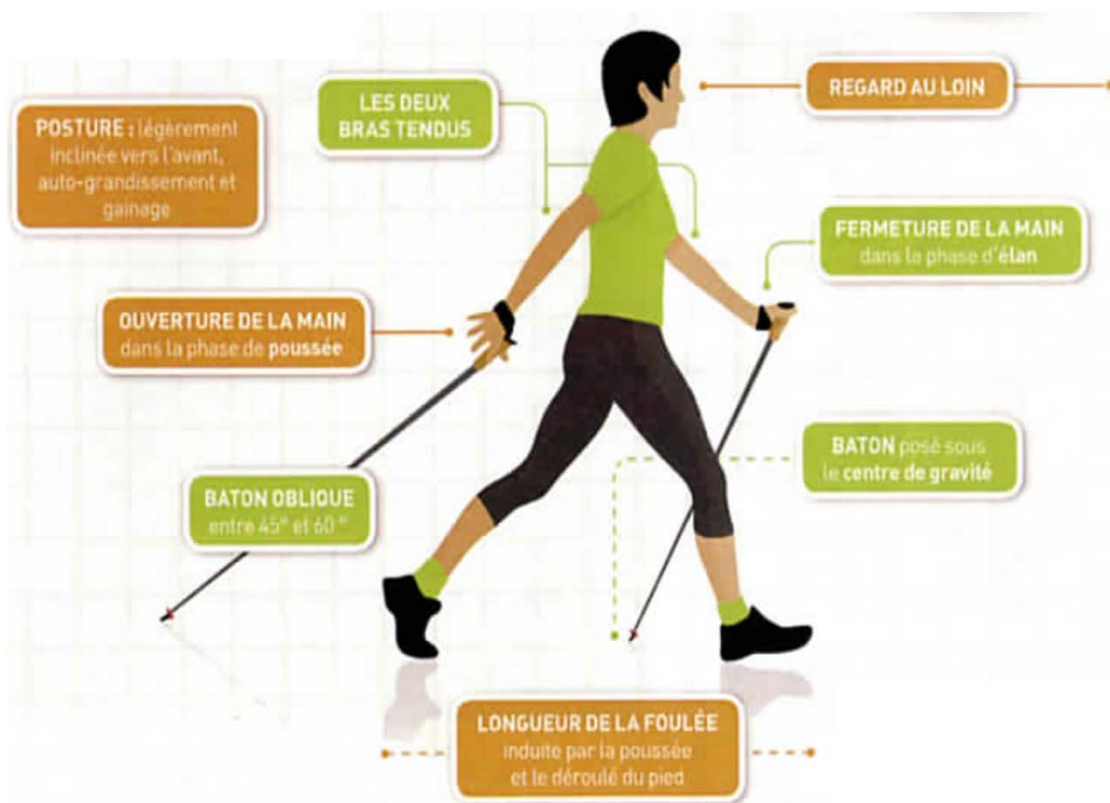 POSTURE : légèrement
inclinée vers l'avant,
auto-grandissement et
gainage
LES DEUX
BRAS TENDUS
REGARD AU LOIN
FERMETURE DE LA MAIN
dans la phase d'élan
OUVERTURE DE LA MAIN
dans la phase de poussée
BATON posé sous
le centre de gravité
BATON OBLIQUE
entre 45° et 60 °
LONGUEUR DE LA FOULÉE
induite par la poussée
et le déroulé du pied